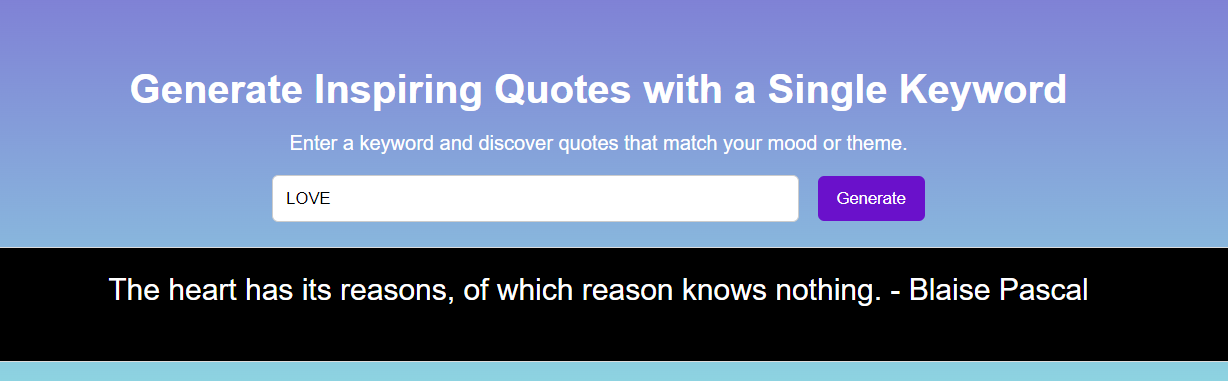 Generate Inspiring Quotes with a Single Keyword
Enter a keyword and discover quotes that match your mood or theme.
LOVE
Generate
The heart has its reasons, of which reason knows nothing. - Blaise Pascal